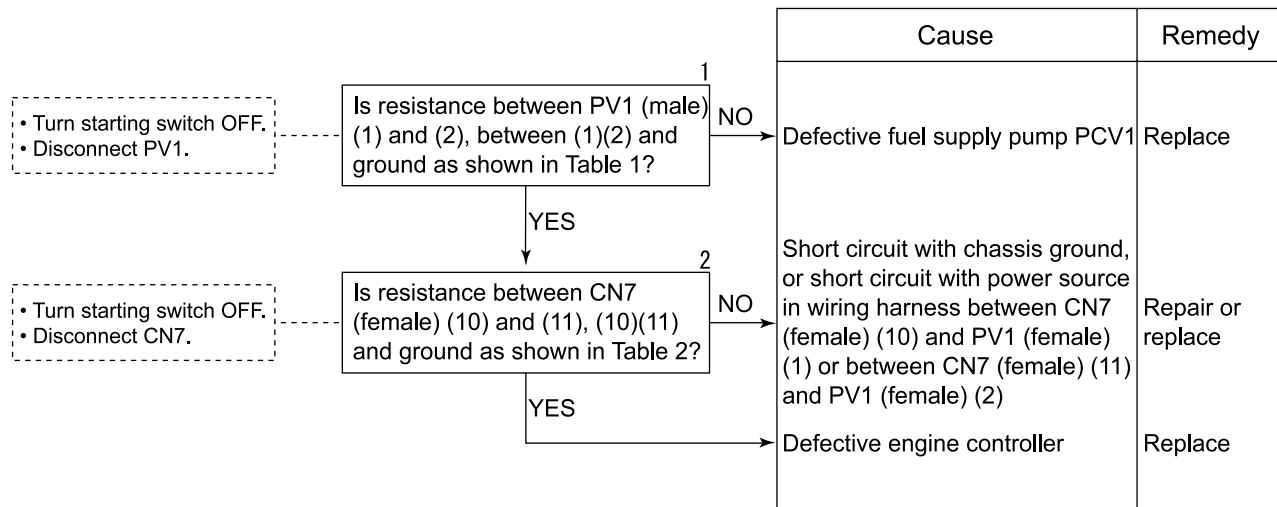 Cause
Remedy
1
• Turn starting switch OFF.
• Disconnect PV1.
Is resistance between PV1 (male)
(1) and (2), between (1)(2) and
ground as shown in Table 1?
NO
Defective fuel supply pump PCV1
Replace
YES
2
• Turn starting switch OFF.
• Disconnect CN7.
Is resistance between CN7
(female) (10) and (11), (10)(11)
and ground as shown in Table 2?
NO
Short circuit with chassis ground,
or short circuit with power source
in wiring harness between CN7
(female) (10) and PV1 (female)
(1) or between CN7 (female) (11)
and PV1 (female) (2)
Repair or
replace
YES
Defective engine controller
Replace